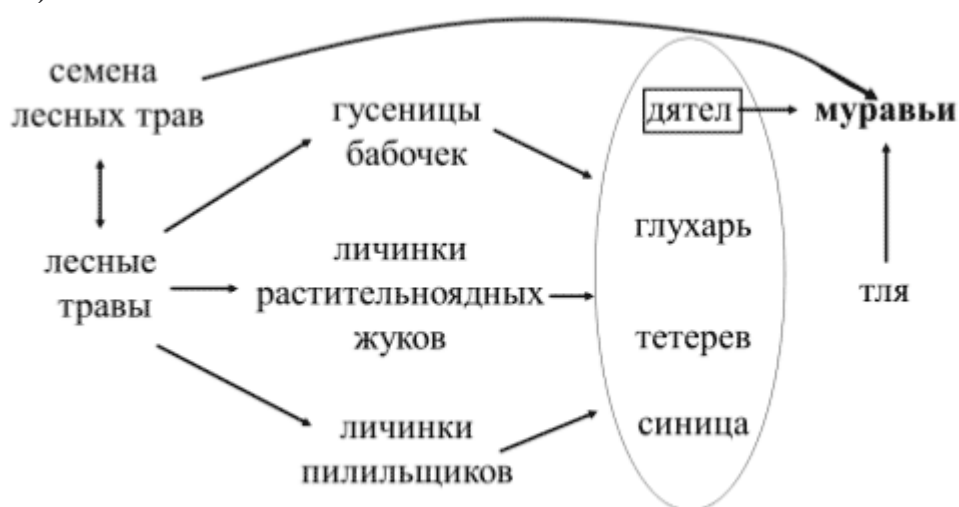 семена
лесных трав
гусеницы
бабочек
дятел
муравьи
лесные
травы
личинки
растительноядных
жуков
глухарь
тля
тетерев
личинки
пилильщиков
синица